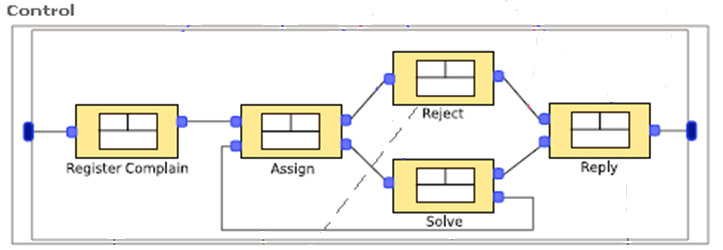 Control
Reject
Register Complain
Assign
Reply
Solve